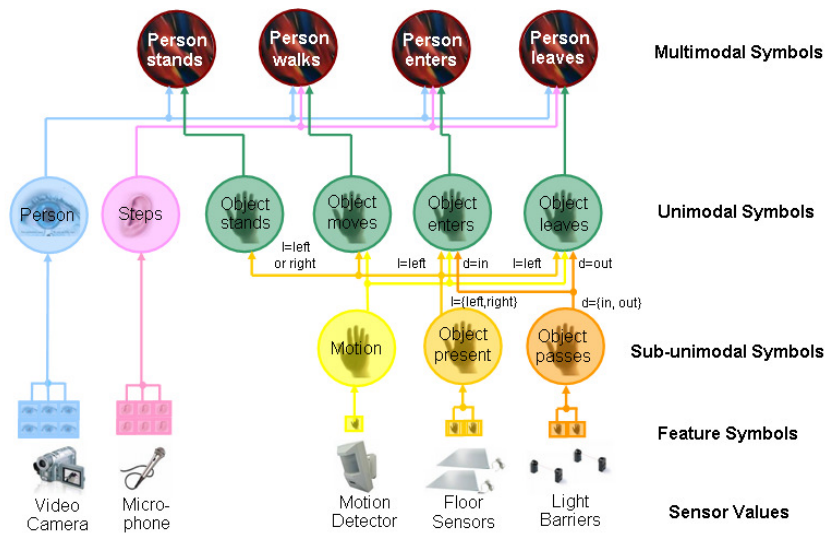 Person
stands
Person
walks
Person
enters
Person
leaves
Multimodal Symbols
Person
Steps
Object
stands
Object
moves
Object
enters
Object
leaves
Unimodal Symbols
l=left
or right
l=left
d=in
l=left
d=out
l={left,right}
d={in, out}
Motion
Object
present
Object
passes
Sub-unimodal Symbols
Feature Symbols
Video
Camera
Micro-
phone
Motion
Detector
Floor
Sensors
Light
Barriers
Sensor Values